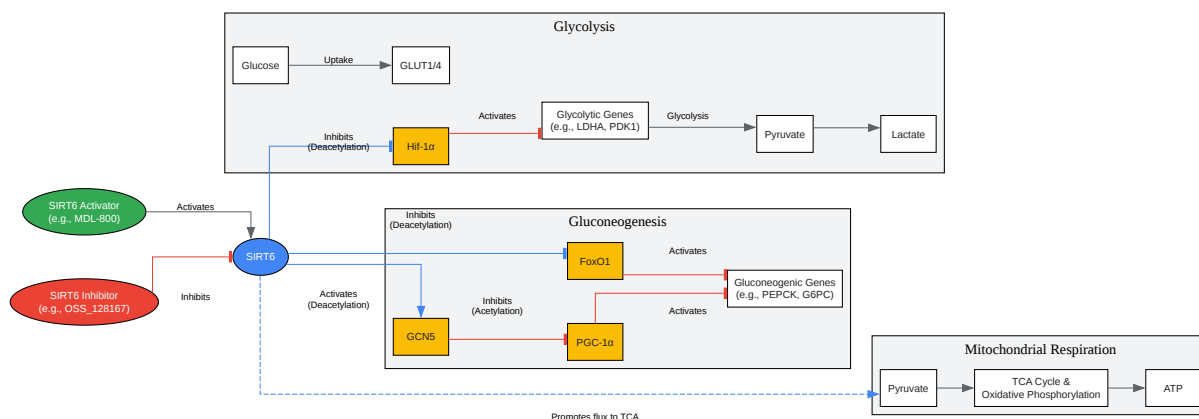 Glycolysis
Glucose
Uptake
GLUT1/4
Inhibits
(Deacetylation)
Hif-1α
Activates
Glycolytic Genes
(e.g., LDHA, PDK1)
Glycolysis
Pyruvate
Lactate
SIRT6 Activator
(e.g., MDL-800)
Activates
SIRT6
SIRT6 Inhibitor
(e.g., OSS_128167)
Inhibits
Gluconeogenesis
Inhibits
(Deacetylation)
FoxO1
Activates
Gluconeogenic Genes
(e.g., PEPCK, G6PC)
Activates
(Deacetylation)
GCN5
Inhibits
(Acetylation)
PGC-1α
Activates
Mitochondrial Respiration
Pyruvate
TCA Cycle &
Oxidative Phosphorylation
ATP
Promotes flux to TCA